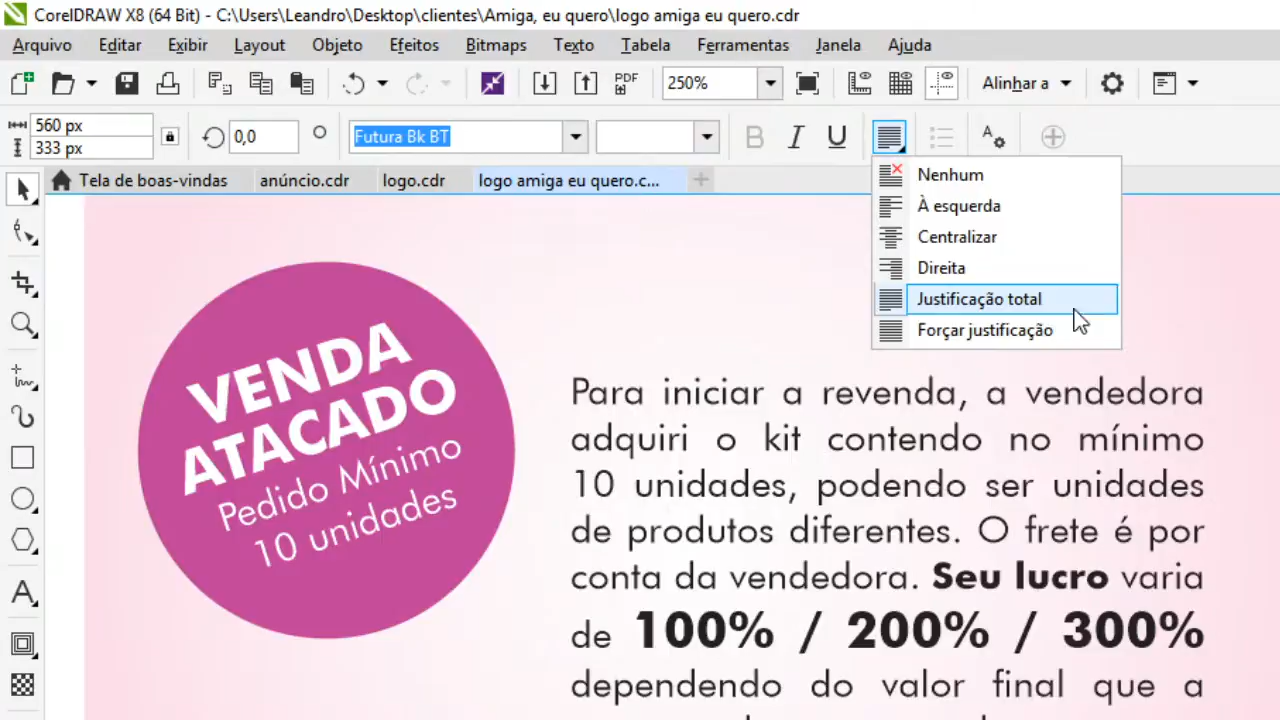 CorelDRAW X8 (64 Bit) - C:\Users\Leandro\Desktop\clientes\Amiga, eu quero\logo amiga eu quero.cdr
Arquivo Editar Exibir Layout Objeto Efeitos Bitmaps Texto Tabela Ferramentas Janela Ajuda
PDF 250% Alinhar a
560 px
333 px
0,0 Futura Bk BT B I U
Tela de boas-vindas anúncio.cdr logo.cdr logo amiga eu quero.c...
Nenhum
À esquerda
Centralizar
Direita
Justificação total
Forçar justificação
VENDA
ATACADO
Pedido Mínimo
10 unidades
Para iniciar a revenda, a vendedora
adquiri o kit contendo no mínimo
10 unidades, podendo ser unidades
de produtos diferentes. O frete é por
conta da vendedora. Seu lucro varia
de 100% / 200% / 300%
dependendo do valor final que a